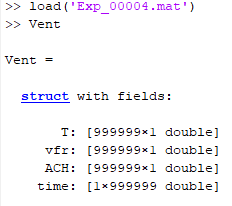 >> load('Exp_00004.mat')
>> Vent
Vent =
struct with fields:
T: [999999×1 double]
vfr: [999999×1 double]
ACH: [999999×1 double]
time: [1×999999 double]